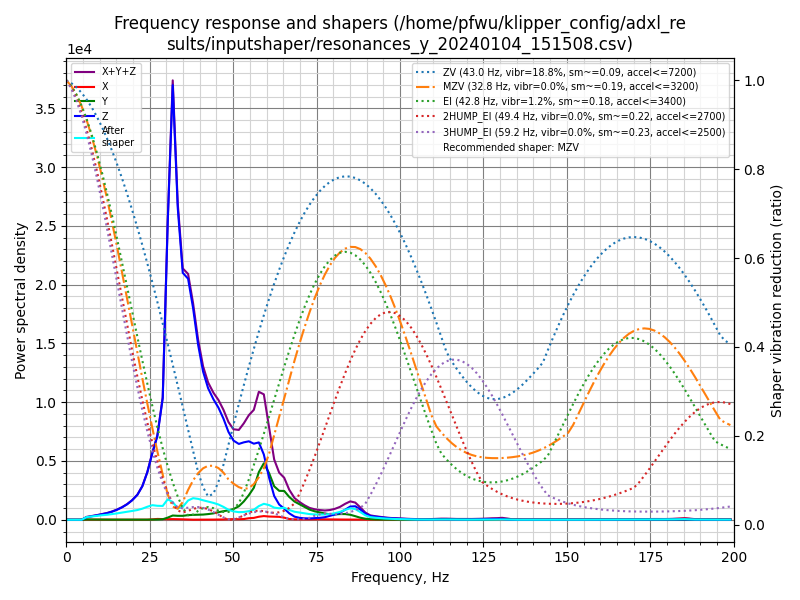 Frequency response and shapers (/home/pfwu/klipper_config/adxl_re
sults/inputshaper/resonances_y_20240104_151508.csv)
1e4
X+Y+Z
X
Y
Z
After
shaper
ZV (43.0 Hz, vibr=18.8%, sm~=0.09, accel<=7200)
MZV (32.8 Hz, vibr=0.0%, sm~=0.19, accel<=3200)
EI (42.8 Hz, vibr=1.2%, sm~=0.18, accel<=3400)
2HUMP_EI (49.4 Hz, vibr=0.0%, sm~=0.22, accel<=2700)
3HUMP_EI (59.2 Hz, vibr=0.0%, sm~=0.23, accel<=2500)
Recommended shaper: MZV
Power spectral density
3.5
3.0
2.5
2.0
1.5
1.0
0.5
0.0
1.0
0.8
0.6
0.4
0.2
0.0
Shaper vibration reduction (ratio)
0 25 50 75 100 125 150 175 200
Frequency, Hz